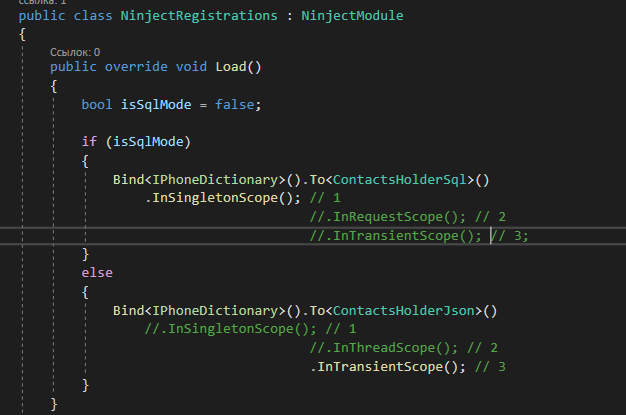 ссылка: 1
public class NinjectRegistrations : NinjectModule
{
Ссылок: 0
public override void Load()
{
bool isSqlMode = false;
if (isSqlMode)
{
Bind<IPhoneDictionary>().To<ContactsHolderSql>()
.InSingletonScope(); // 1
//.InRequestScope(); // 2
//.InTransientScope(); // 3;
}
else
{
Bind<IPhoneDictionary>().To<ContactsHolderJson>()
//.InSingletonScope(); // 1
//.InThreadScope(); // 2
.InTransientScope(); // 3
}
}